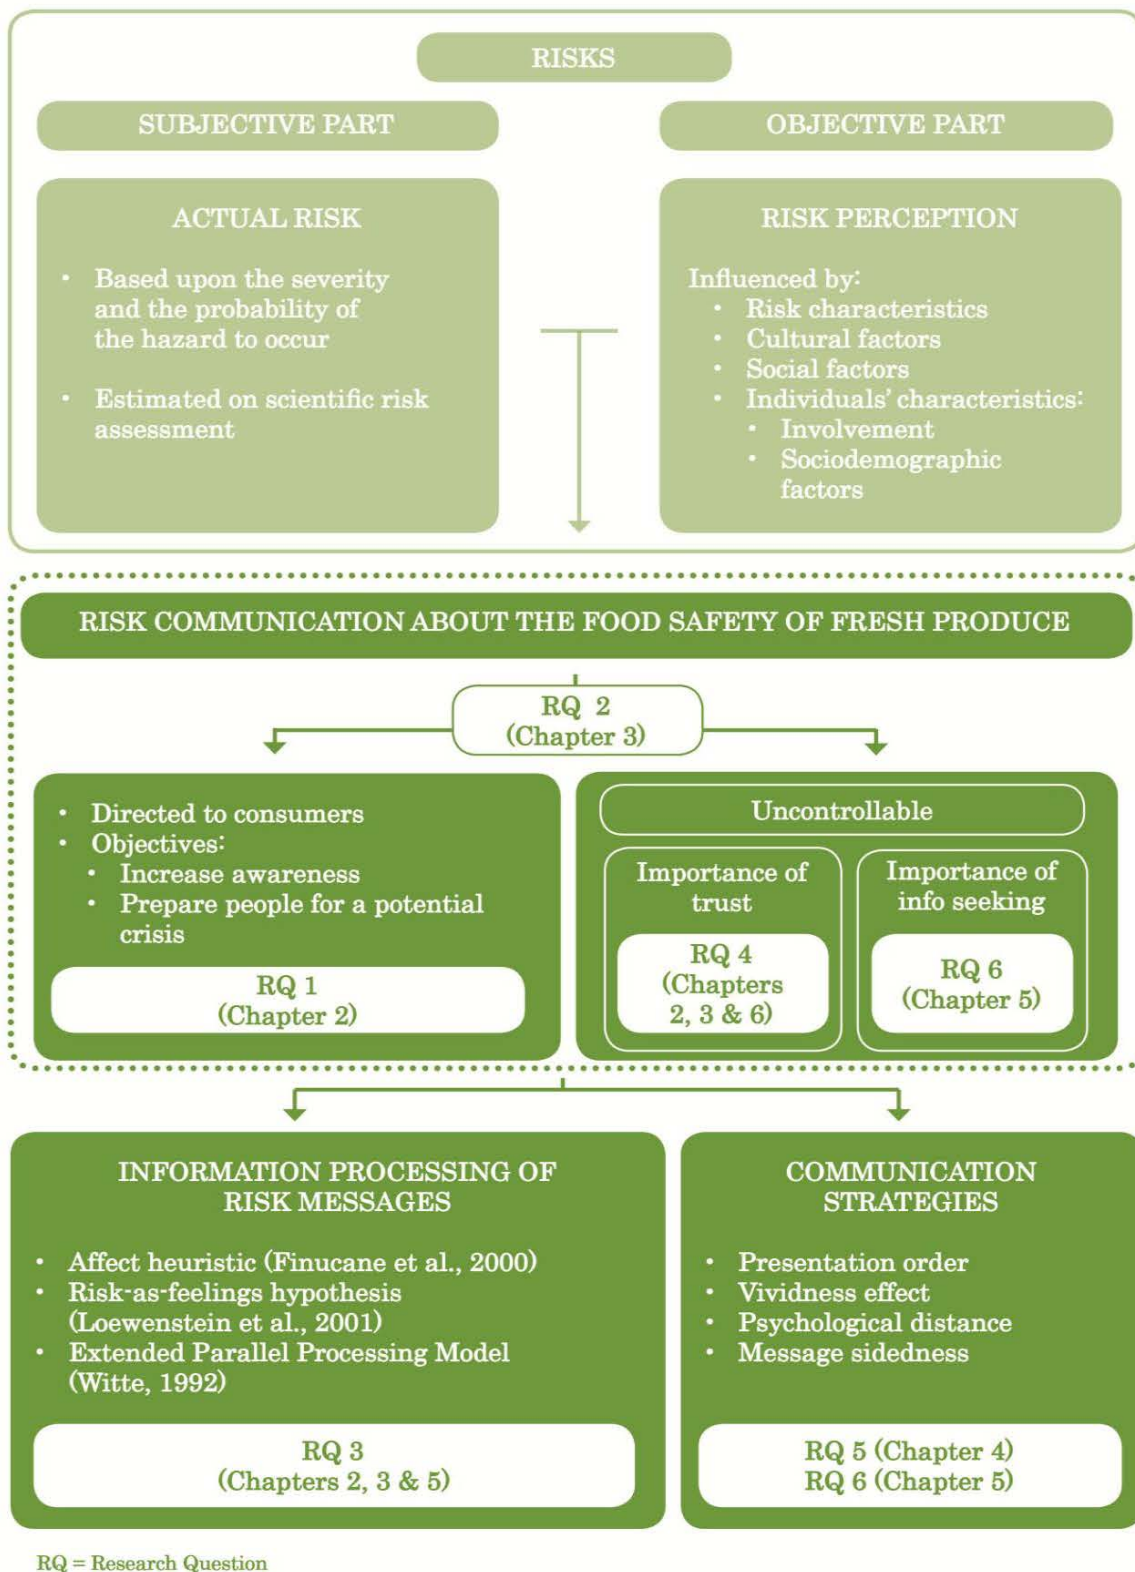 RISKS
SUBJECTIVE PART
ACTUAL RISK
• Based upon the severity
and the probability of
the hazard to occur
• Estimated on scientific risk
assessment
OBJECTIVE PART
RISK PERCEPTION
Influenced by:
• Risk characteristics
• Cultural factors
• Social factors
• Individuals' characteristics:
• Involvement
• Sociodemographic
factors
RISK COMMUNICATION ABOUT THE FOOD SAFETY OF FRESH PRODUCE
RQ 2
(Chapter 3)
• Directed to consumers
• Objectives:
• Increase awareness
• Prepare people for a potential
crisis
RQ 1
(Chapter 2)
Uncontrollable
Importance of
trust
RQ 4
(Chapters
2, 3 & 6)
Importance of
info seeking
RQ 6
(Chapter 5)
INFORMATION PROCESSING OF
RISK MESSAGES
• Affect heuristic (Finucane et al., 2000)
• Risk-as-feelings hypothesis
(Loewenstein et al., 2001)
• Extended Parallel Processing Model
(Witte, 1992)
RQ 3
(Chapters 2, 3 & 5)
COMMUNICATION
STRATEGIES
• Presentation order
• Vividness effect
• Psychological distance
• Message sidedness
RQ 5 (Chapter 4)
RQ 6 (Chapter 5)
RQ = Research Question